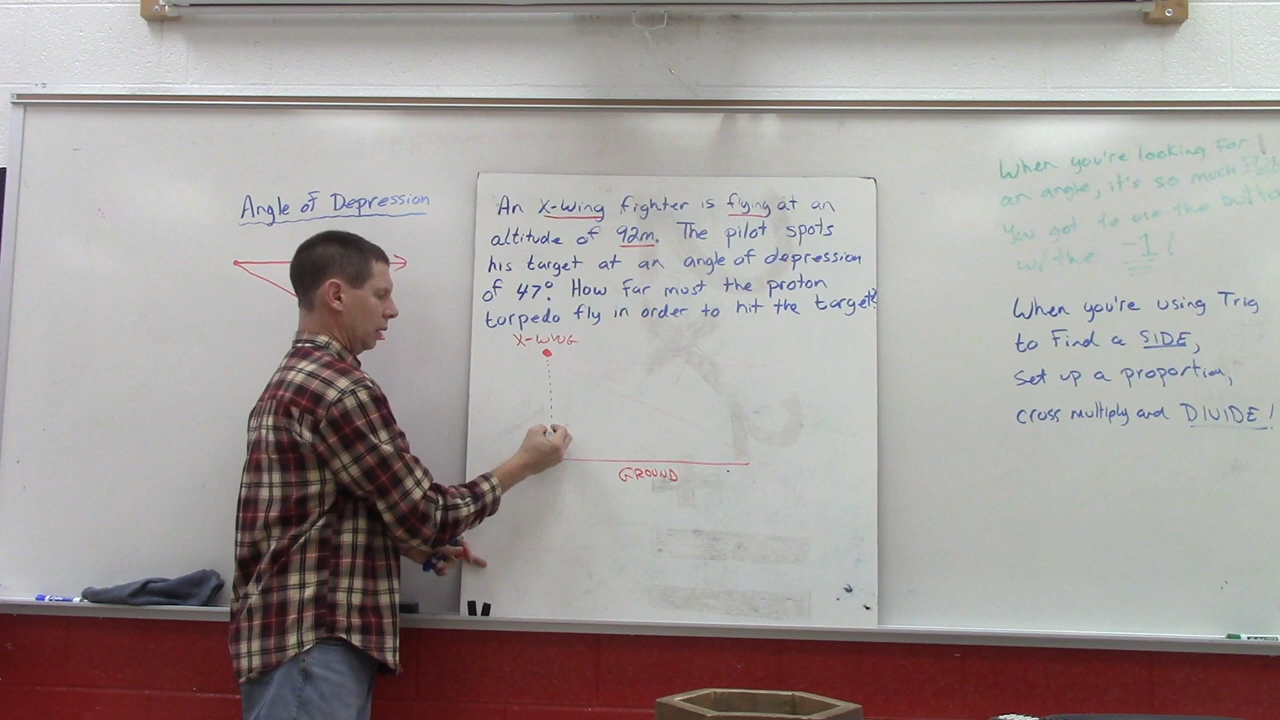 Angle of Depression
An X-Wing fighter is flying at an
altitude of 92m. The pilot spots
his target at an angle of depression
of 47°. How far must the proton
torpedo fly in order to hit the target?
X-WING
GROUND
When you're looking for
an angle, it's so much
You got to use the
w/ the -1!
When you're using Trig
to find a SIDE,
set up a proportion,
cross multiply and DIVIDE!